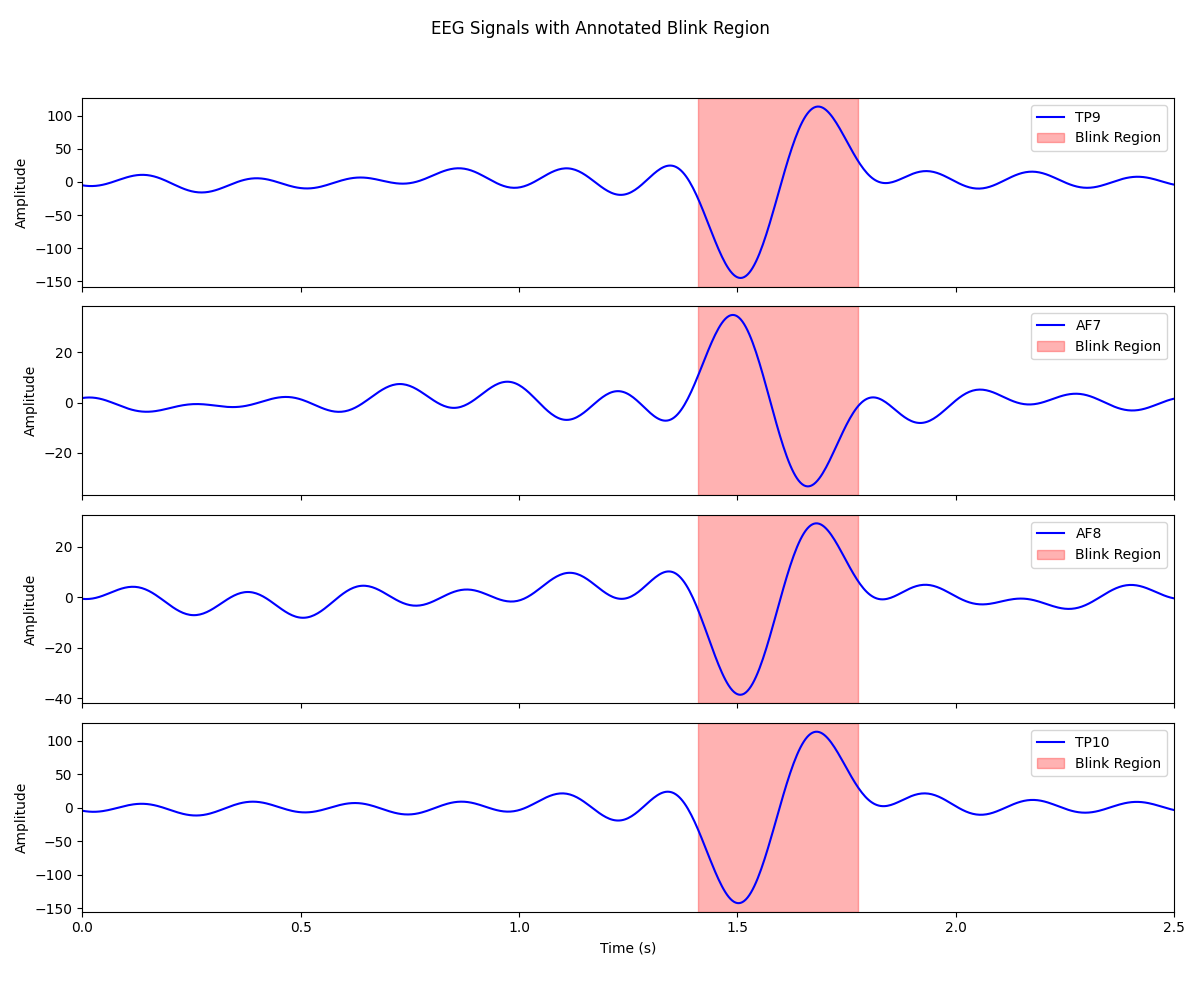 EEG Signals with Annotated Blink Region
100
50
0
−50
−100
−150
Amplitude
TP9
Blink Region
20
0
−20
Amplitude
AF7
Blink Region
20
0
−20
−40
Amplitude
AF8
Blink Region
100
50
0
−50
−100
−150
Amplitude
TP10
Blink Region
0.0 0.5 1.0 1.5 2.0 2.5
Time (s)